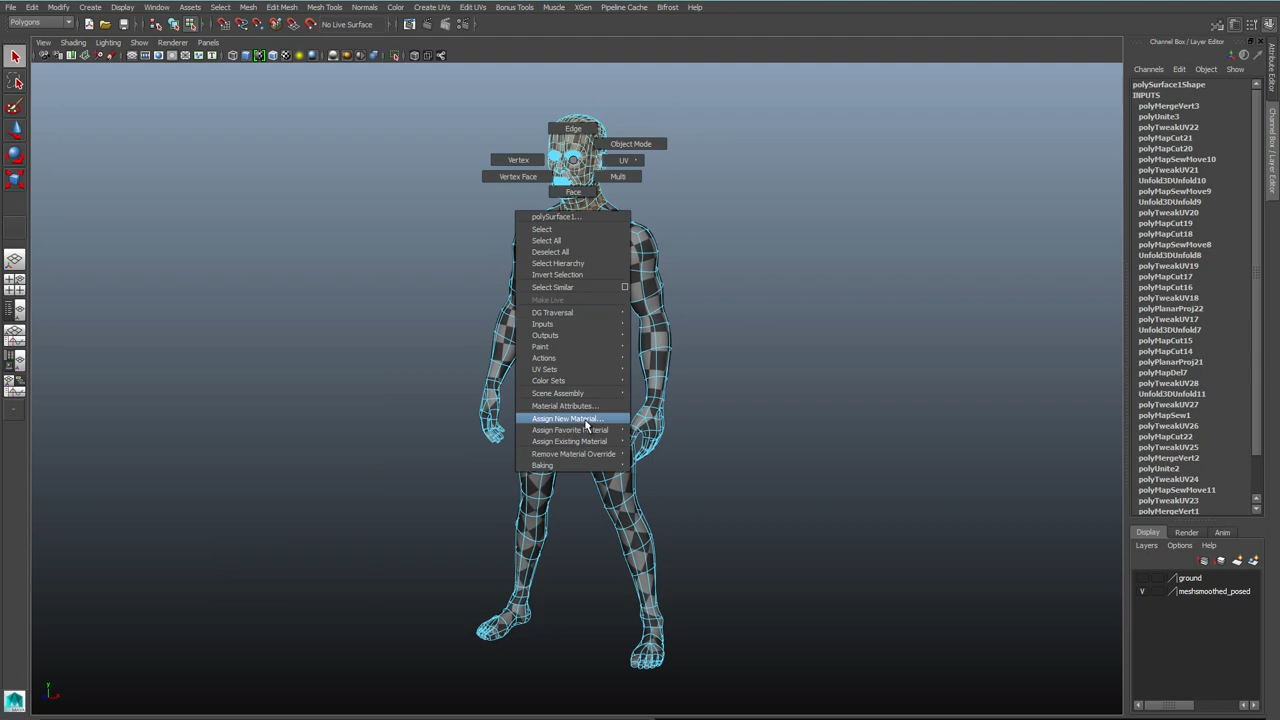 File Edit Modify Create Display Window Assets Select Mesh Edit Mesh Mesh Tools Normals Color Create UVs Edit UVs Bonus Tools Muscle XGen Pipeline Cache Bifrost Help
Polygons
No Live Surface
View Shading Lighting Show Renderer Panels
Channel Box / Layer Editor
Channels Edit Object Show
polySurface1Shape
INPUTS
polyMergeVert3
polyUnite3
polyTweakUV22
polyMapCut21
polyMapCut20
polyMapSewMove10
polyTweakUV21
Unfold3DUnfold10
polyMapSewMove9
Unfold3DUnfold9
polyTweakUV20
polyMapCut19
polyMapCut18
polyMapSewMove8
Unfold3DUnfold8
polyTweakUV19
polyMapCut17
polyMapCut16
polyTweakUV18
polyPlanarProj22
polyTweakUV17
Unfold3DUnfold7
polyMapCut15
polyMapCut14
polyPlanarProj21
polyMapDel7
polyTweakUV28
Unfold3DUnfold11
polyTweakUV27
polyMapSew1
polyTweakUV26
polyMapCut22
polyMergeVert2
polyUnite2
polyTweakUV24
polyMapSewMove11
polyTweakUV23
polyMergeVert1
Display Render Anim
Layers Options Help
ground
V meshsmoothed_posed
Attribute Editor
Channel Box / Layer Editor
Edge
Object Mode
Vertex
UV
Vertex Face
Multi
Face
polySurface1...
Select
Select All
Deselect All
Select Hierarchy
Invert Selection
Select Similar
Make Live
DG Traversal
Inputs
Outputs
Paint
Actions
UV Sets
Color Sets
Scene Assembly
Material Attributes...
Assign New Material...
Assign Favorite Material
Assign Existing Material
Remove Material Override
Baking
y
x